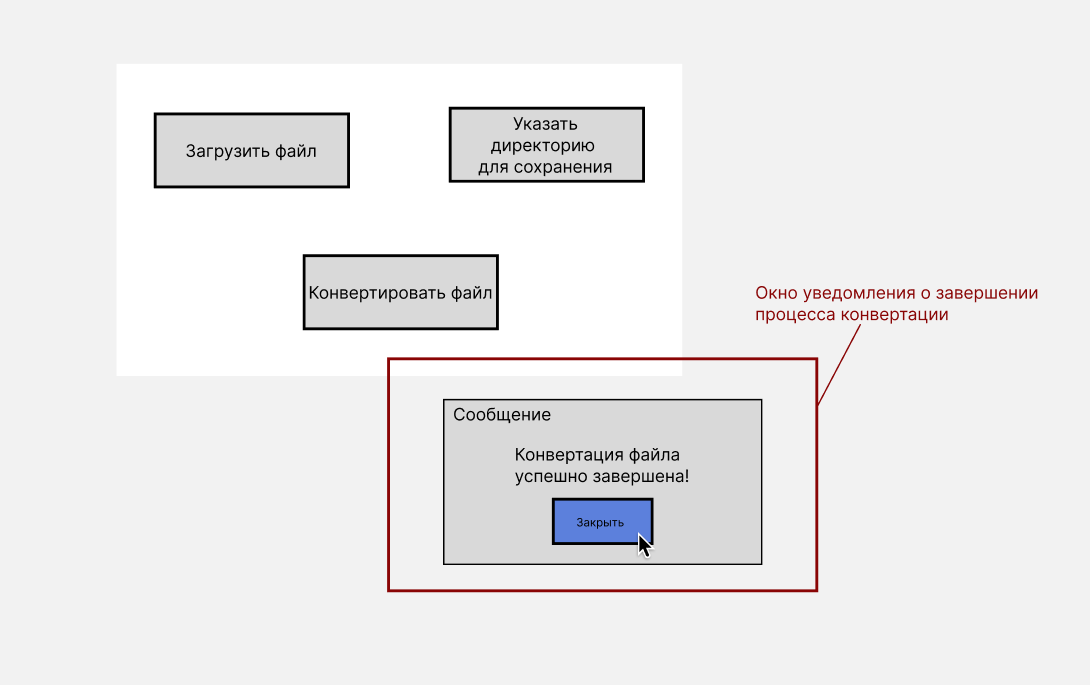 Загрузить файл
Указать
директорию
для сохранения
Конвертировать файл
Окно уведомления о завершении
процесса конвертации
Сообщение
Конвертация файла
успешно завершена!
Закрыть